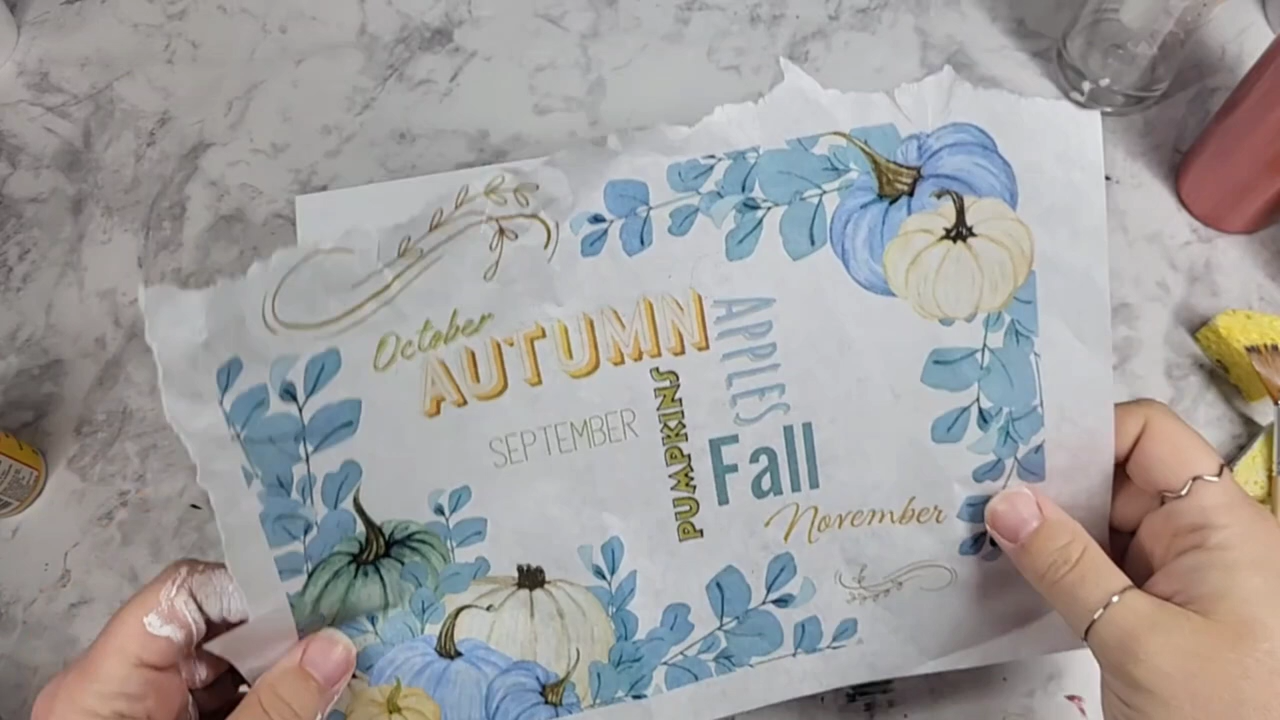 October
AUTUMN
APPLES
SEPTEMBER
PUMPKINS
Fall
November